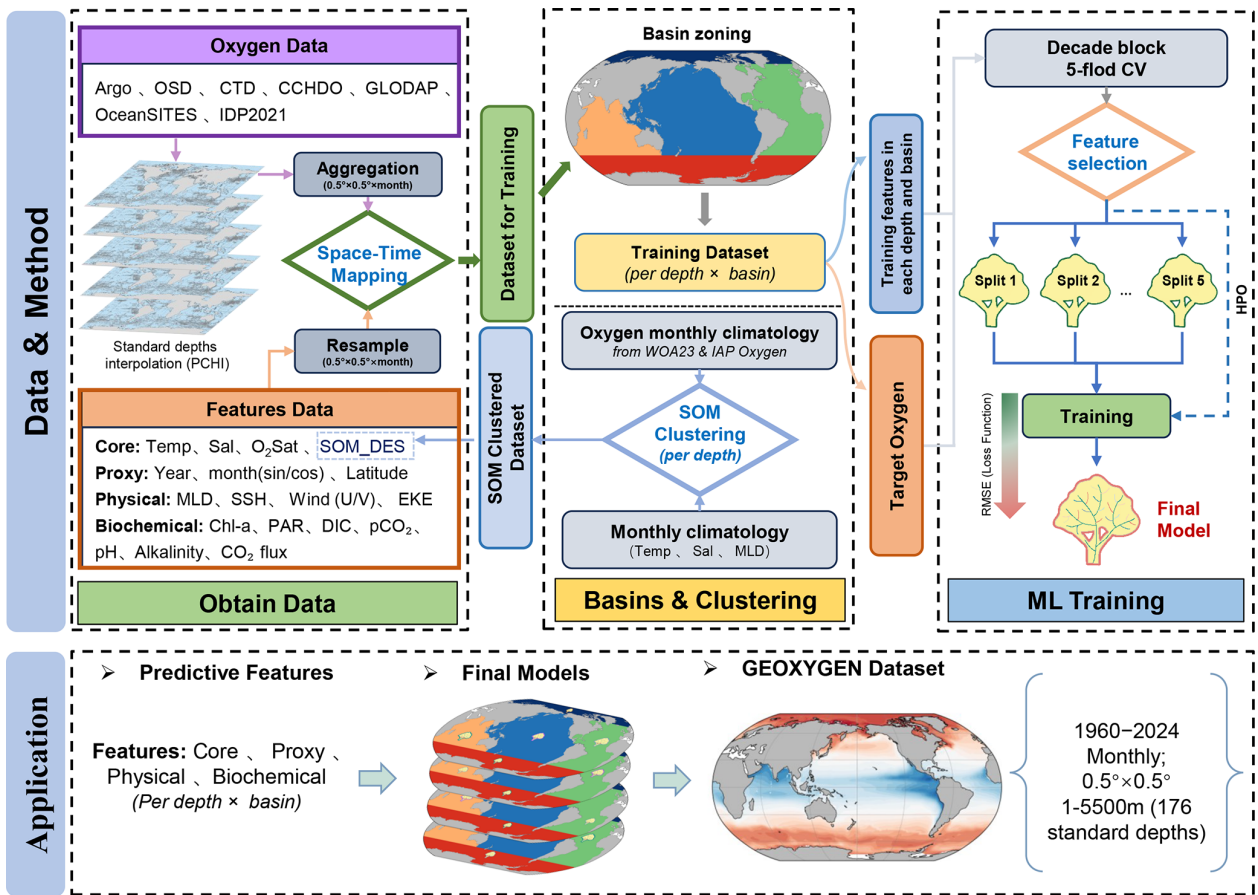 Data & Method
Oxygen Data
Argo 、OSD 、 CTD 、CCHDO 、GLODAP 、
OceanSITES 、IDP2021
Aggregation
(0.5°×0.5°×month)
Space-Time
Mapping
Standard depths
interpolation (PCHI)
Resample
(0.5°×0.5°×month)
Features Data
Core: Temp、Sal、O₂Sat 、SOM_DES
Proxy: Year、month(sin/cos) 、Latitude
Physical: MLD、SSH、Wind (U/V)、EKE
Biochemical: Chl-a、PAR、DIC、pCO₂、
pH、Alkalinity、CO₂ flux
Obtain Data
Dataset for Training
SOM Clustered
Dataset
Basin zoning
Training Dataset
(per depth × basin)
Oxygen monthly climatology
from WOA23 & IAP Oxygen
SOM
Clustering
(per depth)
Monthly climatology
(Temp 、 Sal 、 MLD)
Basins & Clustering
Training features in
each depth and basin
Target Oxygen
Decade block
5-flod CV
Feature
selection
Split 1
Split 2
...
Split 5
HPO
Training
RMSE (Loss Function)
Final
Model
ML Training
Application
➢ Predictive Features
Features: Core 、 Proxy 、
Physical 、Biochemical
(Per depth × basin)
➢ Final Models
➢ GEOXYGEN Dataset
1960−2024
Monthly;
0.5°×0.5°
1-5500m (176
standard depths)